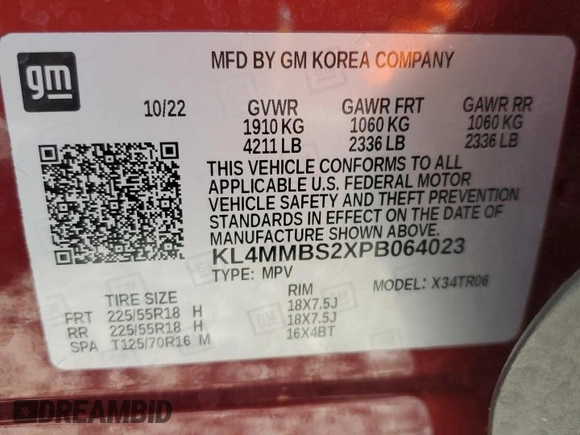 gm
MFD BY GM KOREA COMPANY
10/22 GVWR GAWR FRT GAWR RR
1910 KG 1060 KG 1060 KG
4211 LB 2336 LB 2336 LB
THIS VEHICLE CONFORMS TO ALL
APPLICABLE U.S. FEDERAL MOTOR
VEHICLE SAFETY AND THEFT PREVENTION
STANDARDS IN EFFECT ON THE DATE OF
MANUFACTURE SHOWN ABOVE.
KL4MMBS2XPB064023
TYPE: MPV MODEL: X34TR06
TIRE SIZE RIM
FRT 225/55R18 H 18X7.5J
RR 225/55R18 H 18X7.5J
SPA T125/70R16 M 16X4BT
DREAMBID